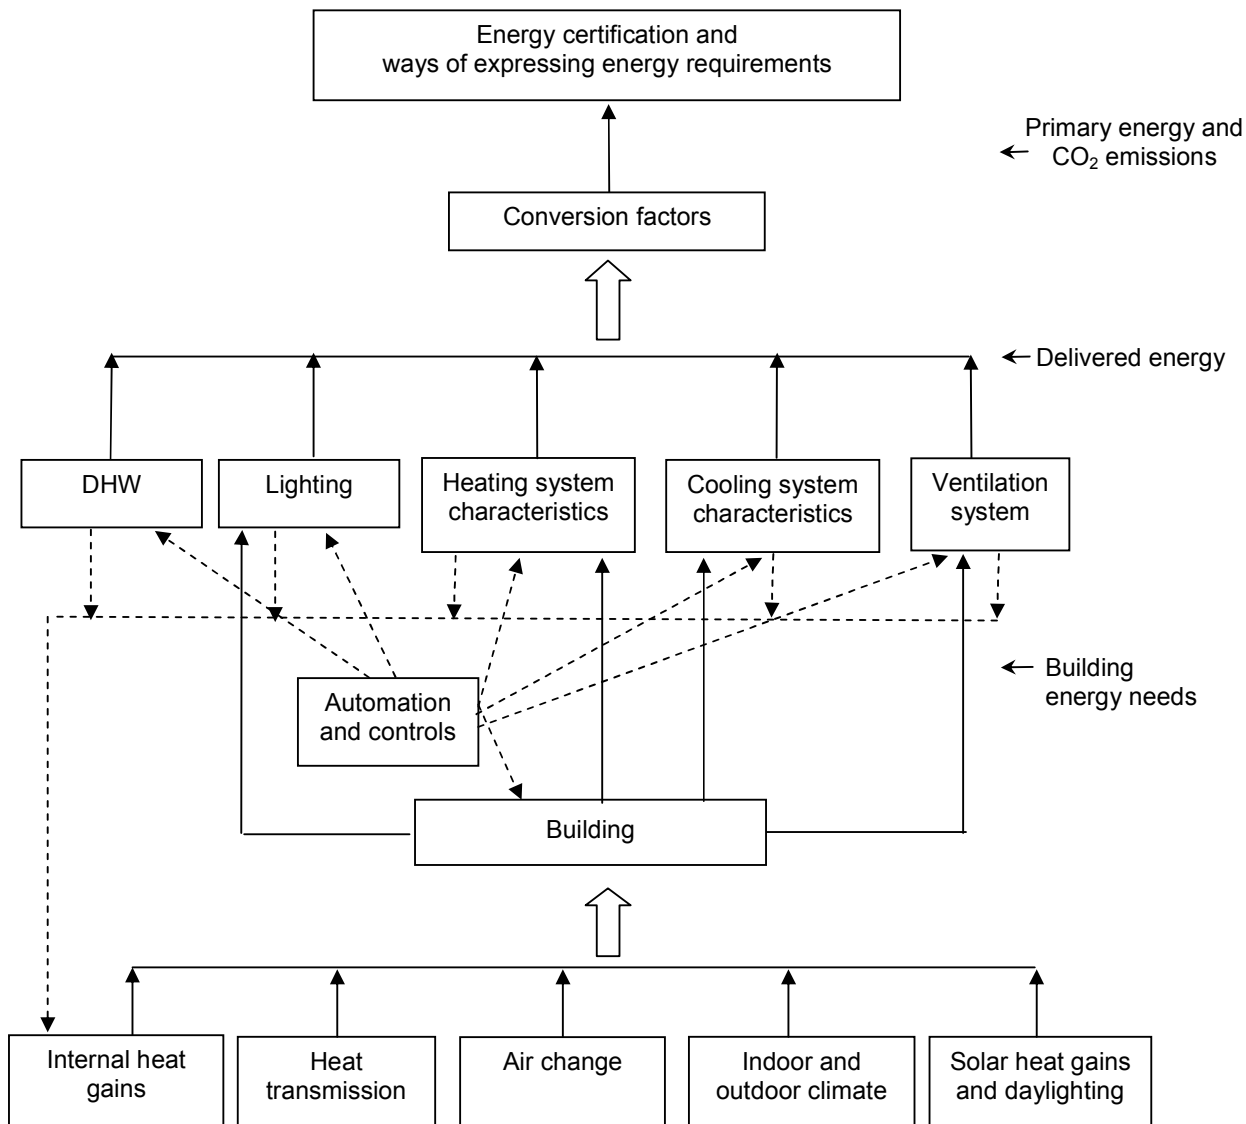 Energy certification and
ways of expressing energy requirements
Primary energy and
CO₂ emissions
Conversion factors
Delivered energy
DHW
Lighting
Heating system
characteristics
Cooling system
characteristics
Ventilation
system
Building
energy needs
Automation
and controls
Building
Internal heat
gains
Heat
transmission
Air change
Indoor and
outdoor climate
Solar heat gains
and daylighting